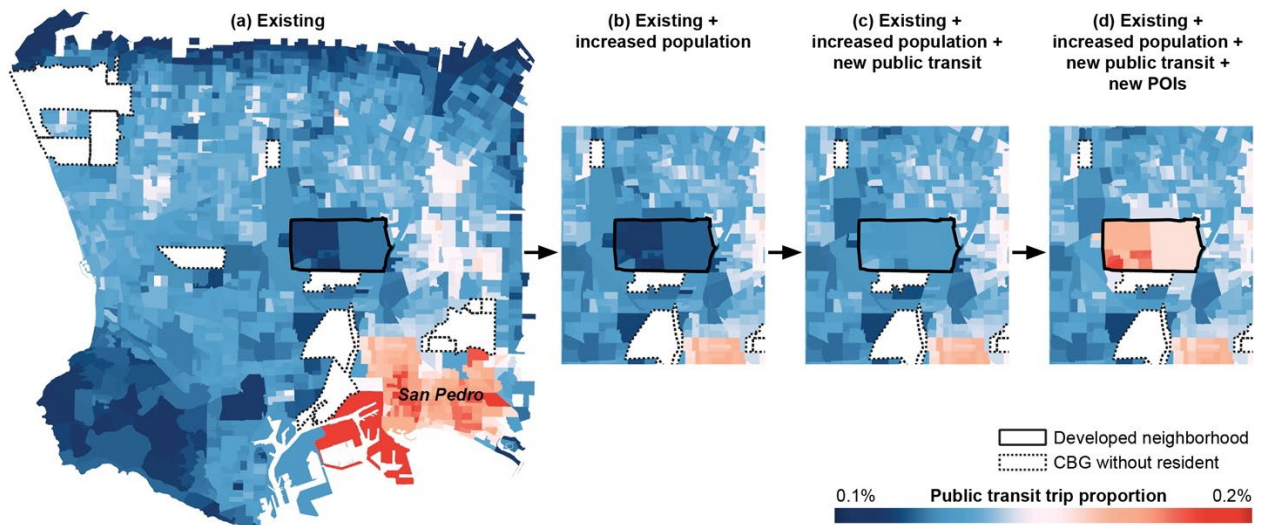 (a) Existing
(b) Existing +
increased population
(c) Existing +
increased population +
new public transit
(d) Existing +
increased population +
new public transit +
new POIs
San Pedro
Developed neighborhood
CBG without resident
0.1% Public transit trip proportion 0.2%